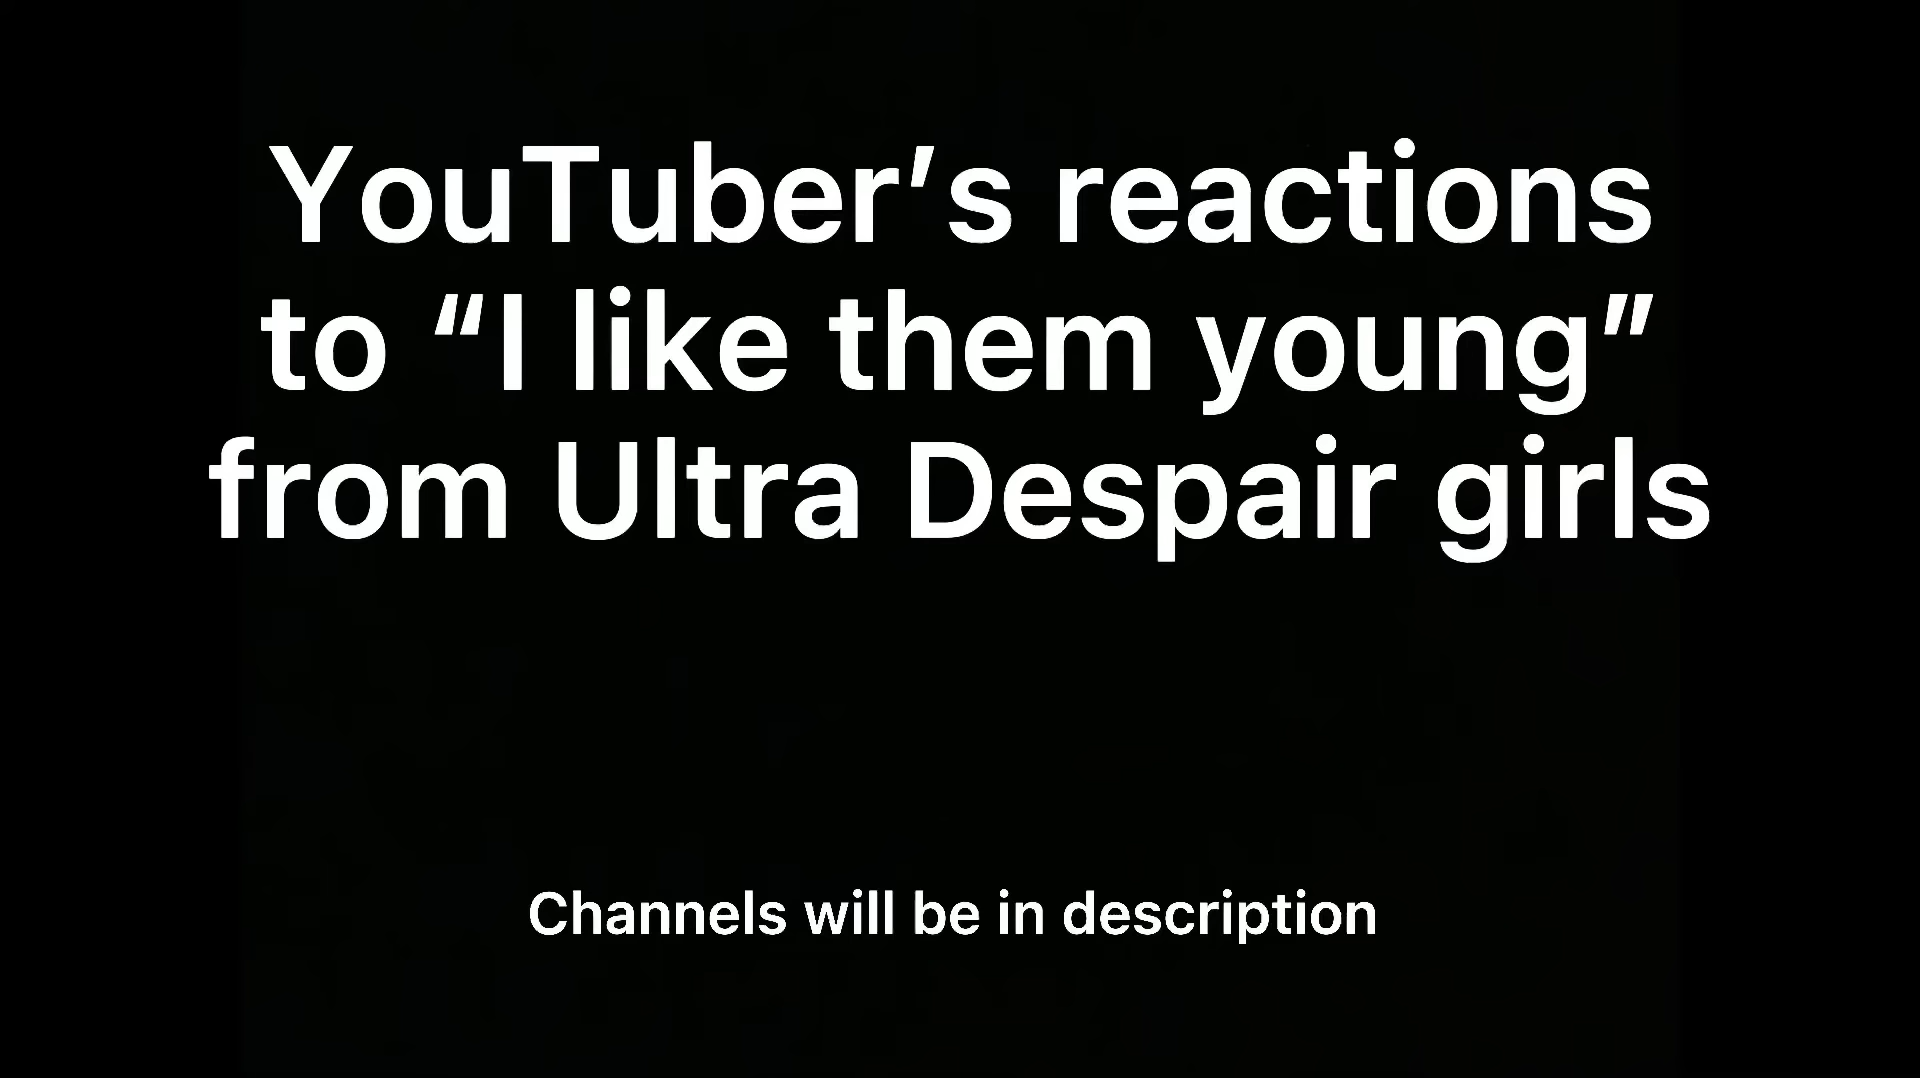 YouTuber’s reactions
to “I like them young”
from Ultra Despair girls
Channels will be in description